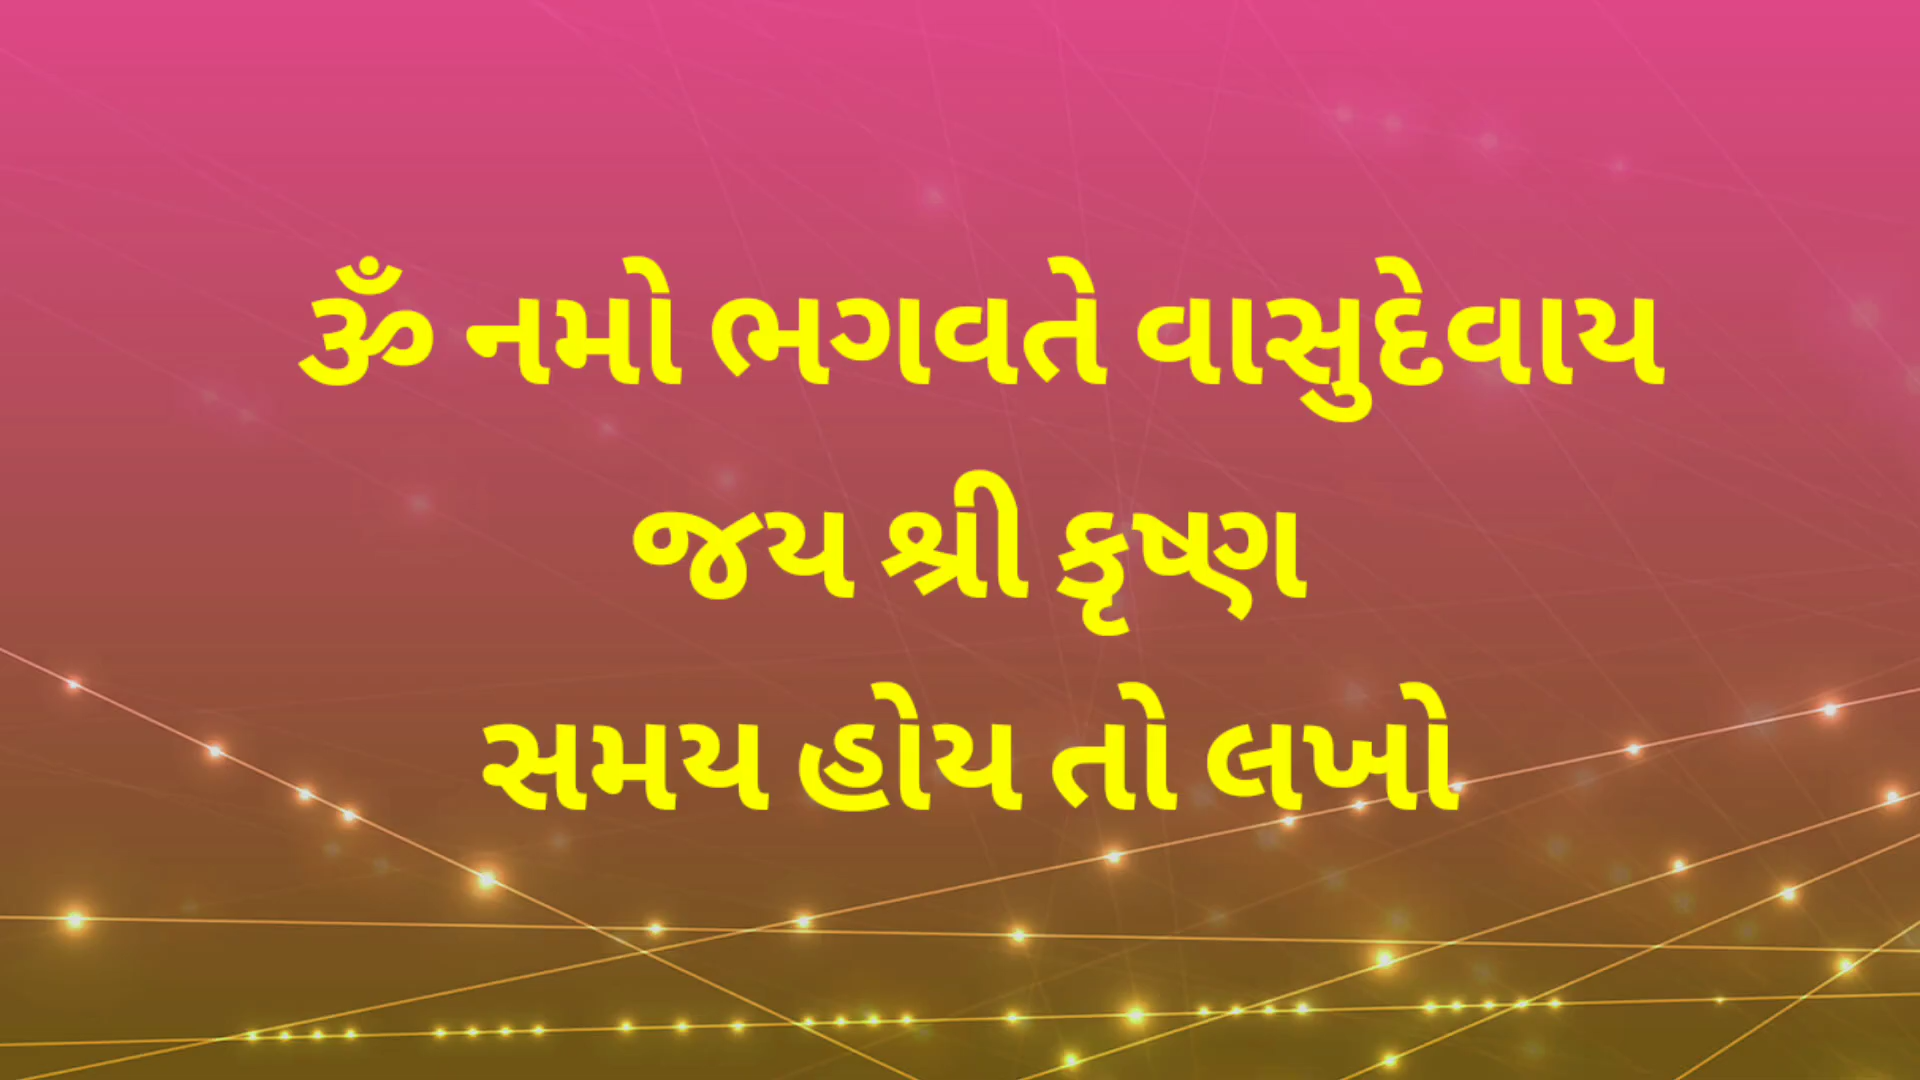 ૐ નમો ભગવતે વાસુદેવાય
જય શ્રી કૃષ્ણ
સમય હોય તો લખો